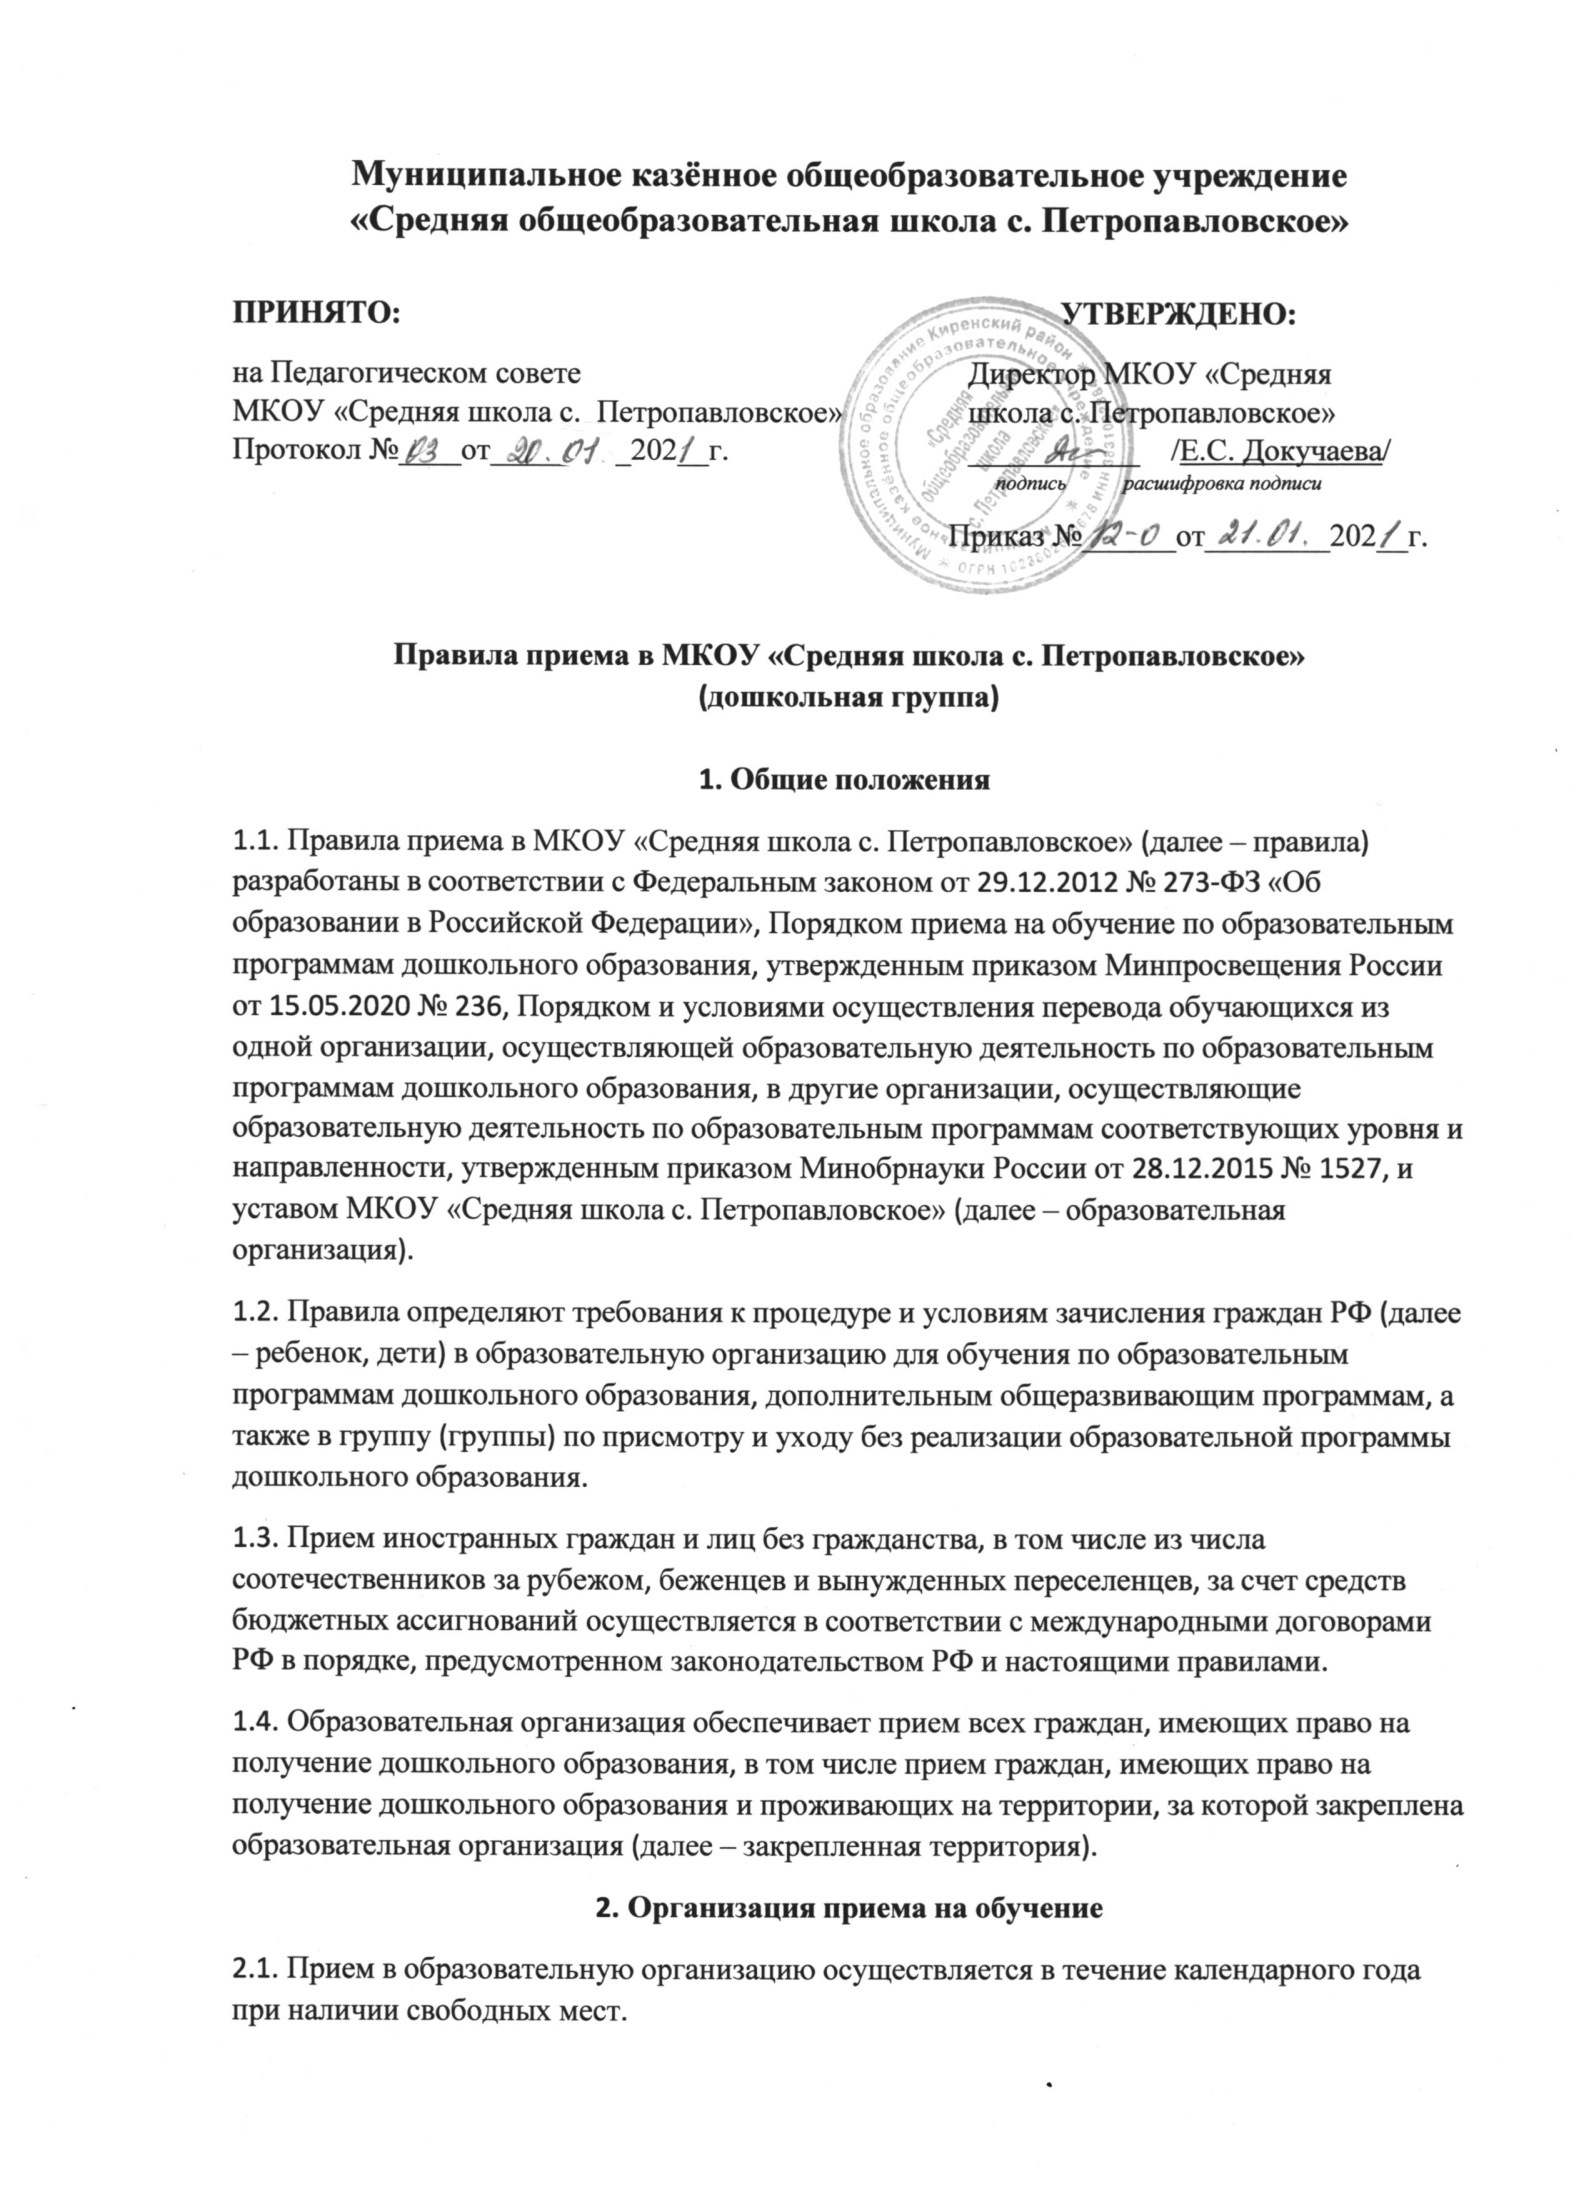 Муниципальное казённое общеобразовательное учреждение
«Средняя общеобразовательная школа с. Петропавловское»
ПРИНЯТО:
на Педагогическом совете
МКОУ «Средняя школа с. Петропавловское»
Протокол № 03 от 20.01. 2021 г.
УТВЕРЖДЕНО:
Директор МКОУ «Средняя
школа с. Петропавловское»
/Е.С. Докучаева/
подпись расшифровка подписи
Приказ № 12-0 от 21.01. 2021 г.
Муниципальное образование Киренский район
казённое общеобразовательное учреждение
«Средняя
общеобразовательная
школа
с. Петропавловское»
Правила приема в МКОУ «Средняя школа с. Петропавловское»
(дошкольная группа)
1. Общие положения
1.1. Правила приема в МКОУ «Средняя школа с. Петропавловское» (далее – правила)
разработаны в соответствии с Федеральным законом от 29.12.2012 № 273-ФЗ «Об
образовании в Российской Федерации», Порядком приема на обучение по образовательным
программам дошкольного образования, утвержденным приказом Минпросвещения России
от 15.05.2020 № 236, Порядком и условиями осуществления перевода обучающихся из
одной организации, осуществляющей образовательную деятельность по образовательным
программам дошкольного образования, в другие организации, осуществляющие
образовательную деятельность по образовательным программам соответствующих уровня и
направленности, утвержденным приказом Минобрнауки России от 28.12.2015 № 1527, и
уставом МКОУ «Средняя школа с. Петропавловское» (далее – образовательная
организация).
1.2. Правила определяют требования к процедуре и условиям зачисления граждан РФ (далее
– ребенок, дети) в образовательную организацию для обучения по образовательным
программам дошкольного образования, дополнительным общеразвивающим программам, а
также в группу (группы) по присмотру и уходу без реализации образовательной программы
дошкольного образования.
1.3. Прием иностранных граждан и лиц без гражданства, в том числе из числа
соотечественников за рубежом, беженцев и вынужденных переселенцев, за счет средств
бюджетных ассигнований осуществляется в соответствии с международными договорами
РФ в порядке, предусмотренном законодательством РФ и настоящими правилами.
1.4. Образовательная организация обеспечивает прием всех граждан, имеющих право на
получение дошкольного образования, в том числе прием граждан, имеющих право на
получение дошкольного образования и проживающих на территории, за которой закреплена
образовательная организация (далее – закрепленная территория).
2. Организация приема на обучение
2.1. Прием в образовательную организацию осуществляется в течение календарного года
при наличии свободных мест.